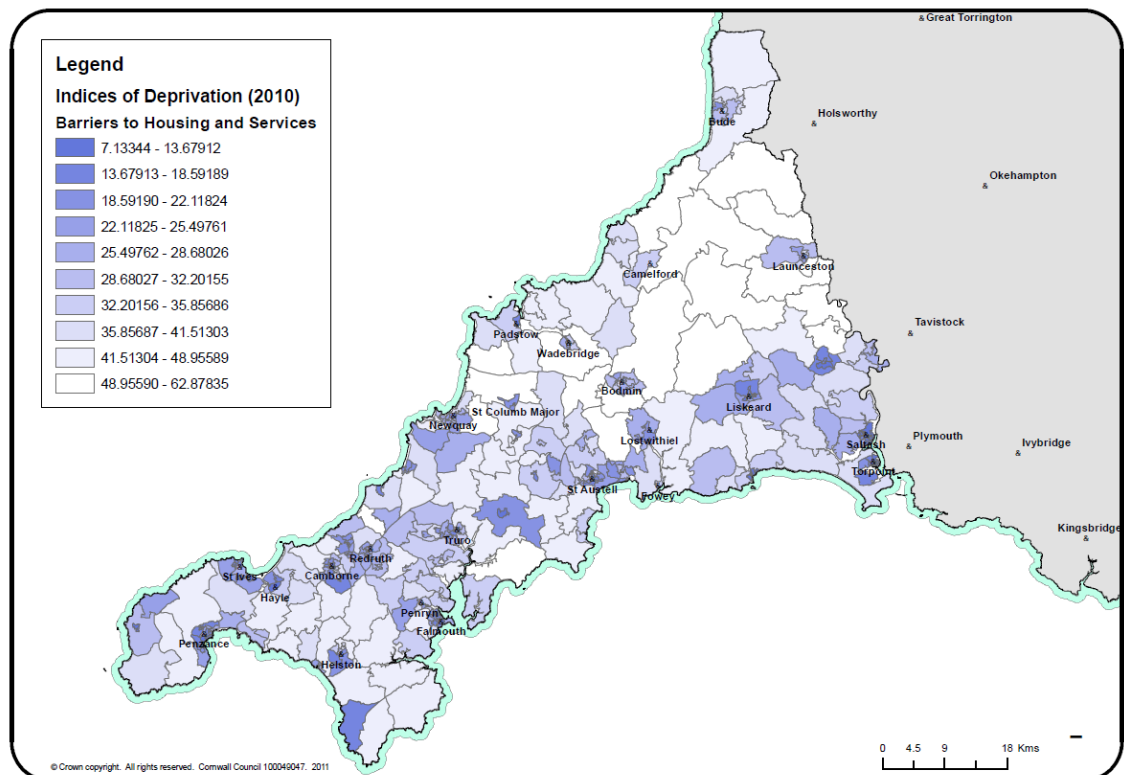 Great Torrington
Legend
Indices of Deprivation (2010)
Barriers to Housing and Services
7.13344 - 13.67912
13.67913 - 18.59189
18.59190 - 22.11824
22.11825 - 25.49761
25.49762 - 28.68026
28.68027 - 32.20155
32.20156 - 35.85686
35.85687 - 41.51303
41.51304 - 48.95589
48.95590 - 62.87835
Holsworthy
Bude
Okehampton
Launceston
Camelford
Tavistock
Padstow
Wadebridge
Bodmin
Liskeard
St Columb Major
Newquay
Lostwithiel
Saltash
Plymouth
Ivybridge
Torpoint
St Austell
Fowey
Kingsbridge
Truro
Redruth
Camborne
St Ives
Hayle
Penryn
Falmouth
Penzance
Helston
0 4.5 9 18 Kms
© Crown copyright. All rights reserved. Cornwall Council 100049047. 2011